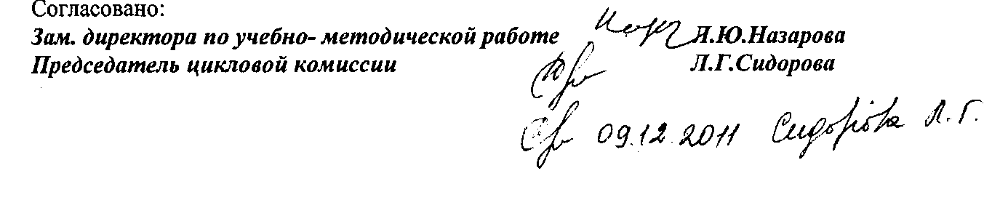 Согласовано:
Зам. директора по учебно- методической работе Я.Ю.Назарова
Председатель цикловой комиссии Л.Г.Сидорова
09.12.2011 Сидорова Л.Г.